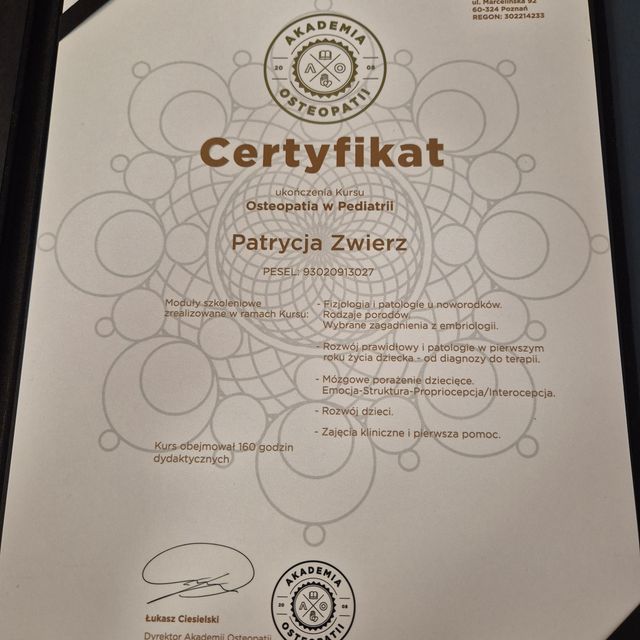 ul. Marcelińska 92
60-324 Poznań
REGON: 302214233
AKADEMIA
20 08
A O
OSTEOPATII
Certyfikat
ukończenia Kursu
Osteopatia w Pediatrii
Patrycja Zwierz
PESEL: 93020913027
Moduły szkoleniowe
zrealizowane w ramach Kursu:
- Fizjologia i patologie u noworodków.
Rodzaje porodów.
Wybrane zagadnienia z embriologii.
- Rozwój prawidłowy i patologie w pierwszym
roku życia dziecka - od diagnozy do terapii.
- Mózgowe porażenie dziecięce.
Emocja-Struktura-Propriocepcja/Interocepcja.
- Rozwój dzieci.
- Zajęcia kliniczne i pierwsza pomoc.
Kurs obejmował 160 godzin
dydaktycznych
Łukasz Ciesielski
Dyrektor Akademii Osteopatii
AKADEMIA
20 08
A O
OSTEOPATII